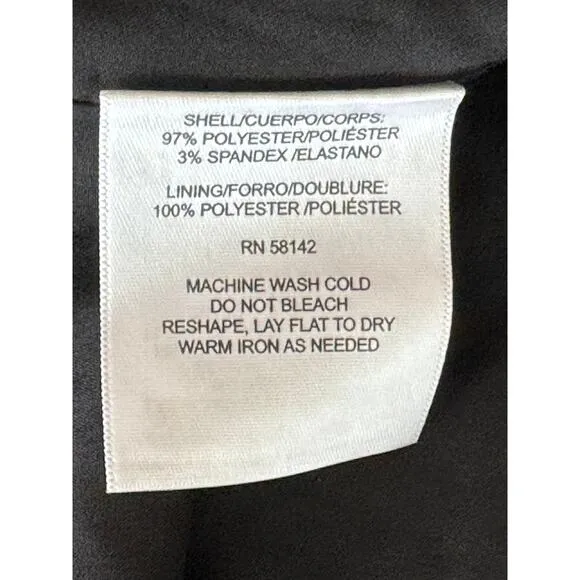 SHELL/CUERPO/CORPS:
97% POLYESTER/POLIÉSTER
3% SPANDEX /ELASTANO
LINING/FORRO/DOUBLURE:
100% POLYESTER /POLIÉSTER
RN 58142
MACHINE WASH COLD
DO NOT BLEACH
RESHAPE, LAY FLAT TO DRY
WARM IRON AS NEEDED